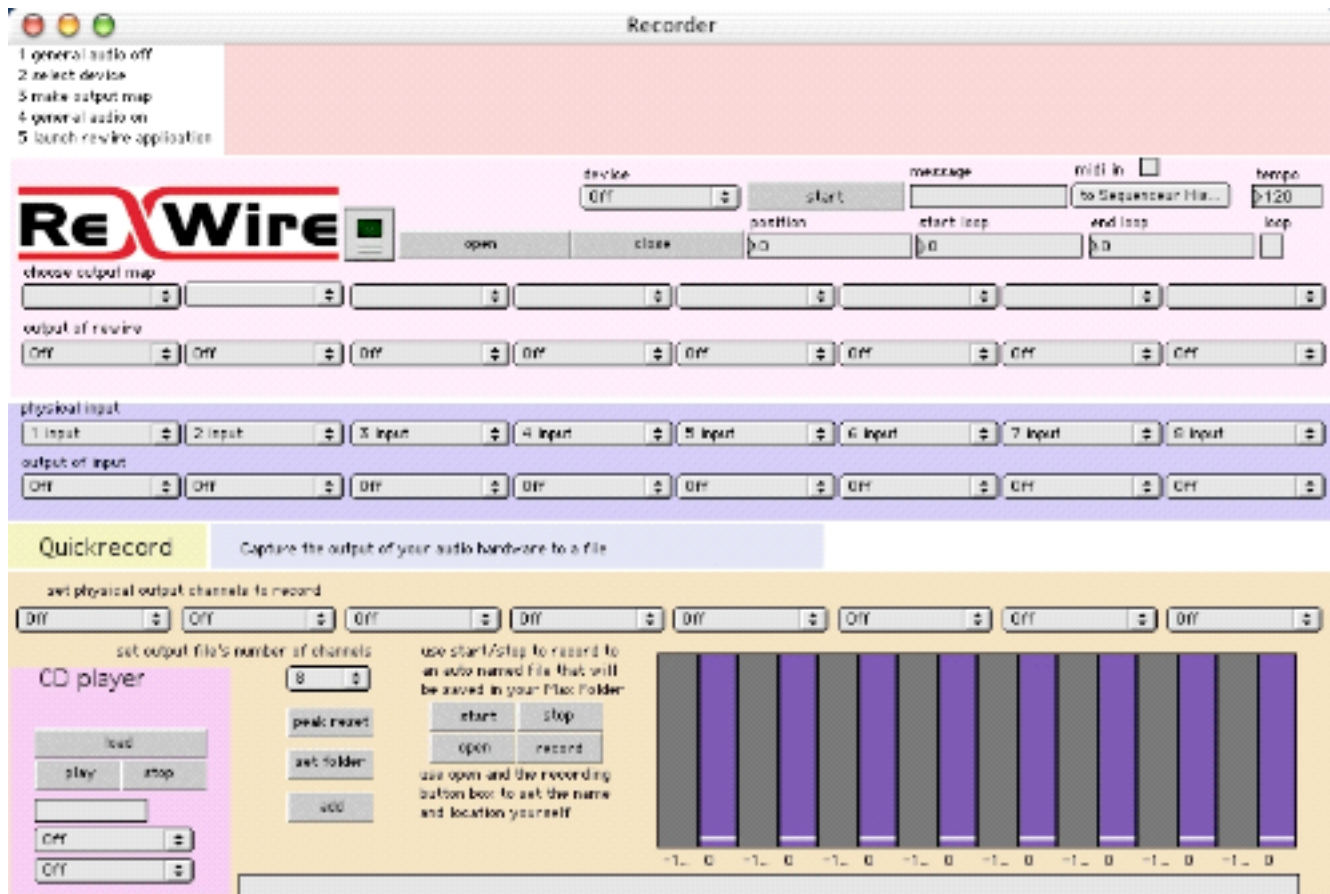 Recorder
1 general audio off
2 select device
3 make output map
4 general audio on
5 launch rewire application
device
message
midi in
tempo
Off
start
to Sequenceur His...
120
ReWire
open
close
position
start loop
end loop
loop
0
0
0
choose output map
output of rewire
Off Off Off Off Off Off Off Off
physical input
1 input 2 input 3 input 4 input 5 input 6 input 7 input 8 input
output of input
Off Off Off Off Off Off Off Off
Quickrecord
Capture the output of your audio hardware to a file
set physical output channels to record
Off Off Off Off Off Off Off Off
set output file's number of channels
8
use start/stop to record to
an auto named file that will
be saved in your Max Folder
CD player
peak reset
start stop
load
open record
play stop
set folder
use open and the recording
button box to set the name
and location yourself
add
Off
Off
-1... 0 -1... 0 -1... 0 -1... 0 -1... 0 -1... 0 -1... 0 -1... 0